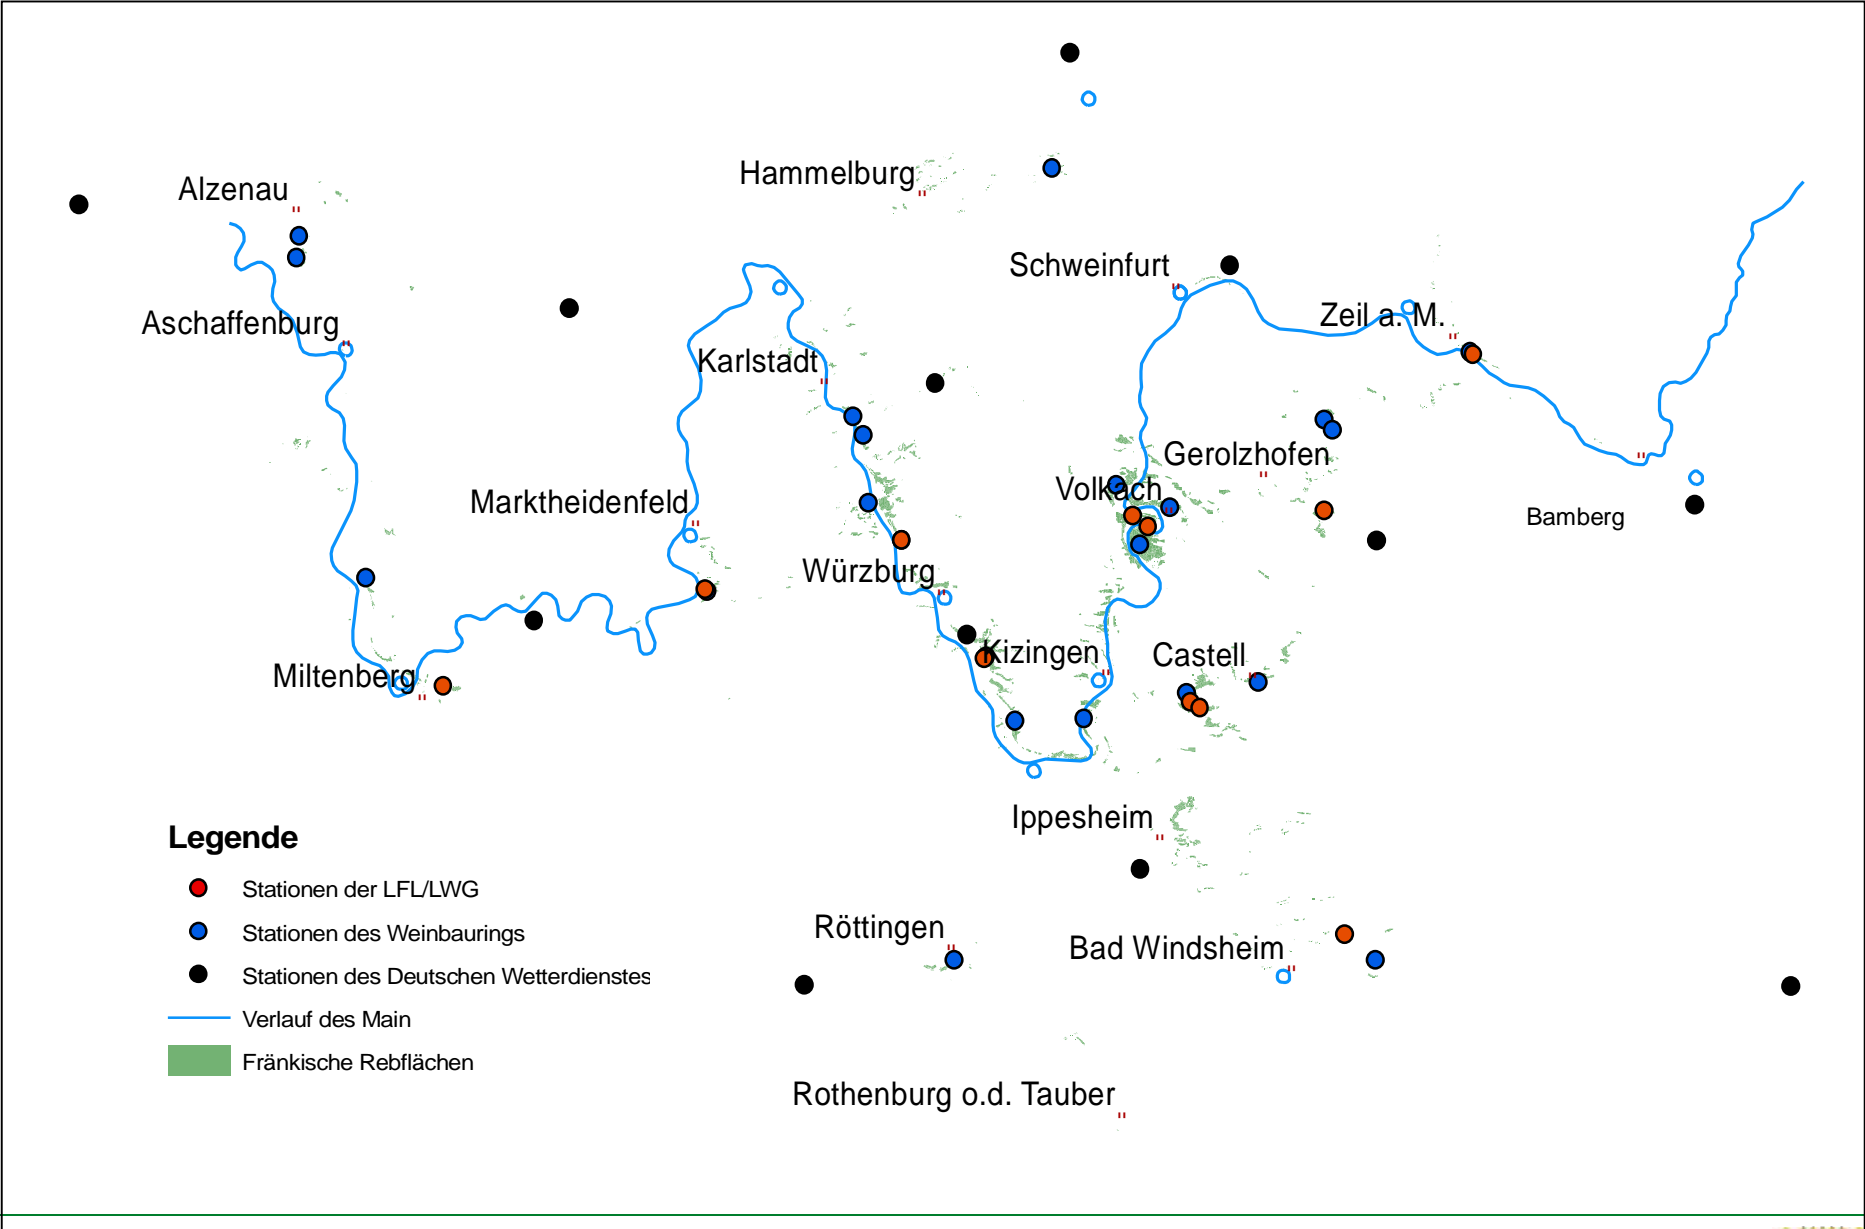 Hammelburg
Alzenau
Schweinfurt
Aschaffenburg
Zeil a. M.
Karlstadt
Gerolzhofen
Volkach
Marktheidenfeld
Bamberg
Würzburg
Kizingen
Castell
Miltenberg
Ippesheim
Legende
Stationen der LFL/LWG
Stationen des Weinbaurings
Stationen des Deutschen Wetterdienstes
Verlauf des Main
Fränkische Rebflächen
Röttingen
Bad Windsheim
Rothenburg o.d. Tauber